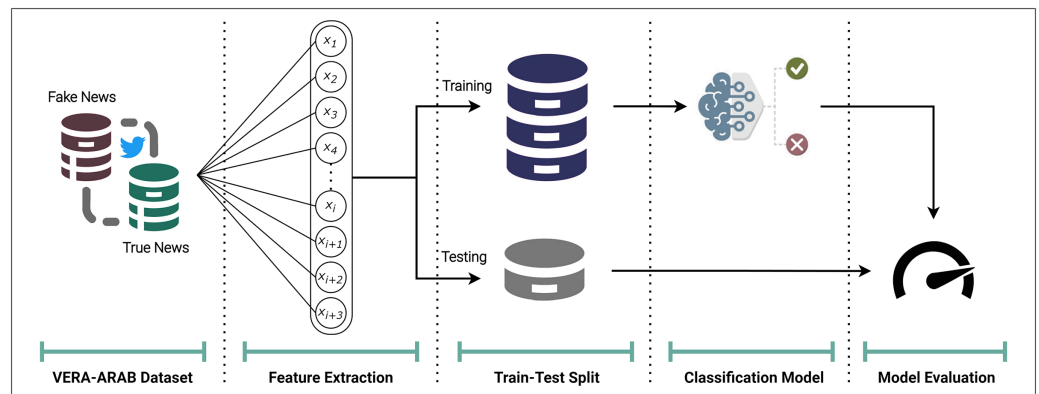 Fake News
True News
x1
x2
x3
x4
xi
xi+1
xi+2
xi+3
Training
Testing
VERA-ARAB Dataset
Feature Extraction
Train-Test Split
Classification Model
Model Evaluation